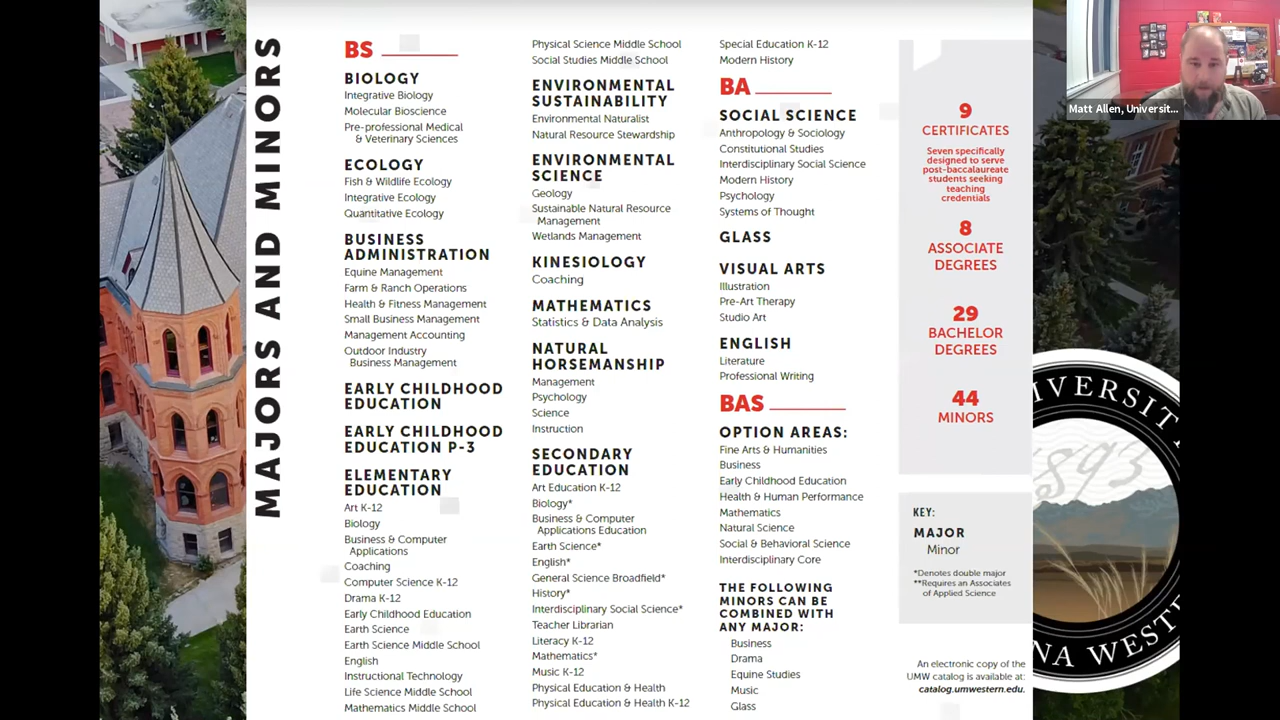 MAJORS AND MINORS
BS
BIOLOGY
Integrative Biology
Molecular Bioscience
Pre-professional Medical
& Veterinary Sciences
ECOLOGY
Fish & Wildlife Ecology
Integrative Ecology
Quantitative Ecology
BUSINESS
ADMINISTRATION
Equine Management
Farm & Ranch Operations
Health & Fitness Management
Small Business Management
Management Accounting
Outdoor Industry
Business Management
EARLY CHILDHOOD
EDUCATION
EARLY CHILDHOOD
EDUCATION P-3
ELEMENTARY
EDUCATION
Art K-12
Biology
Business & Computer
Applications
Coaching
Computer Science K-12
Drama K-12
Early Childhood Education
Earth Science
Earth Science Middle School
English
Instructional Technology
Life Science Middle School
Mathematics Middle School
Physical Science Middle School
Social Studies Middle School
ENVIRONMENTAL
SUSTAINABILITY
Environmental Naturalist
Natural Resource Stewardship
ENVIRONMENTAL
SCIENCE
Geology
Sustainable Natural Resource
Management
Wetlands Management
KINESIOLOGY
Coaching
MATHEMATICS
Statistics & Data Analysis
NATURAL
HORSEMANSHIP
Management
Psychology
Science
Instruction
SECONDARY
EDUCATION
Art Education K-12
Biology*
Business & Computer
Applications Education
Earth Science*
English*
General Science Broadfield*
History*
Interdisciplinary Social Science*
Teacher Librarian
Literacy K-12
Mathematics*
Music K-12
Physical Education & Health
Physical Education & Health K-12
Special Education K-12
Modern History
BA
SOCIAL SCIENCE
Anthropology & Sociology
Constitutional Studies
Interdisciplinary Social Science
Modern History
Psychology
Systems of Thought
GLASS
VISUAL ARTS
Illustration
Pre-Art Therapy
Studio Art
ENGLISH
Literature
Professional Writing
BAS
OPTION AREAS:
Fine Arts & Humanities
Business
Early Childhood Education
Health & Human Performance
Mathematics
Natural Science
Social & Behavioral Science
Interdisciplinary Core
THE FOLLOWING
MINORS CAN BE
COMBINED WITH
ANY MAJOR:
Business
Drama
Equine Studies
Music
Glass
9
CERTIFICATES
Seven specifically
designed to serve
post-baccalaureate
students seeking
teaching
credentials
8
ASSOCIATE
DEGREES
29
BACHELOR
DEGREES
44
MINORS
KEY:
MAJOR
Minor
*Denotes double major
**Requires an Associates
of Applied Science
An electronic copy of the
UMW catalog is available at:
catalog.umwestern.edu.
Matt Allen, Universit...
IVERSIT
1893
NA WEST